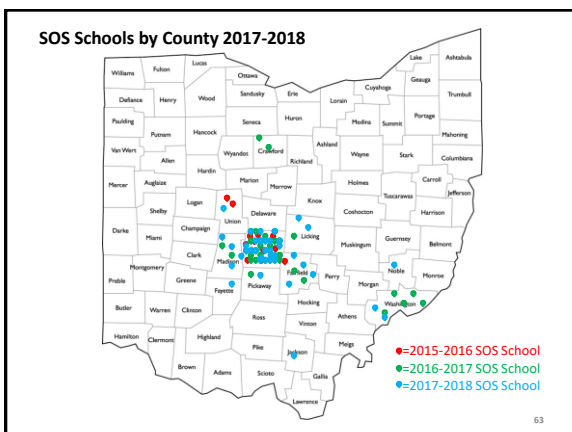 SOS Schools by County 2017-2018
Williams
Fulton
Lucas
Ottawa
Lake
Ashtabula
Geauga
Cuyahoga
Defiance
Henry
Wood
Sandusky
Erie
Lorain
Trumbull
Paulding
Putnam
Hancock
Seneca
Huron
Medina
Summit
Portage
Mahoning
Van Wert
Allen
Wyandot
Crawford
Richland
Ashland
Wayne
Stark
Columbiana
Hardin
Mercer
Auglaize
Marion
Morrow
Holmes
Carroll
Jefferson
Logan
Shelby
Union
Delaware
Knox
Coshocton
Tuscarawas
Harrison
Darke
Miami
Champaign
Licking
Muskingum
Guernsey
Belmont
Clark
Madison
Preble
Montgomery
Greene
Fayette
Pickaway
Fairfield
Perry
Morgan
Noble
Monroe
Butler
Warren
Clinton
Ross
Hocking
Vinton
Athens
Washington
Hamilton
Clermont
Highland
Pike
Jackson
Meigs
Brown
Adams
Scioto
Gallia
Lawrence
=2015-2016 SOS School
=2016-2017 SOS School
=2017-2018 SOS School
63